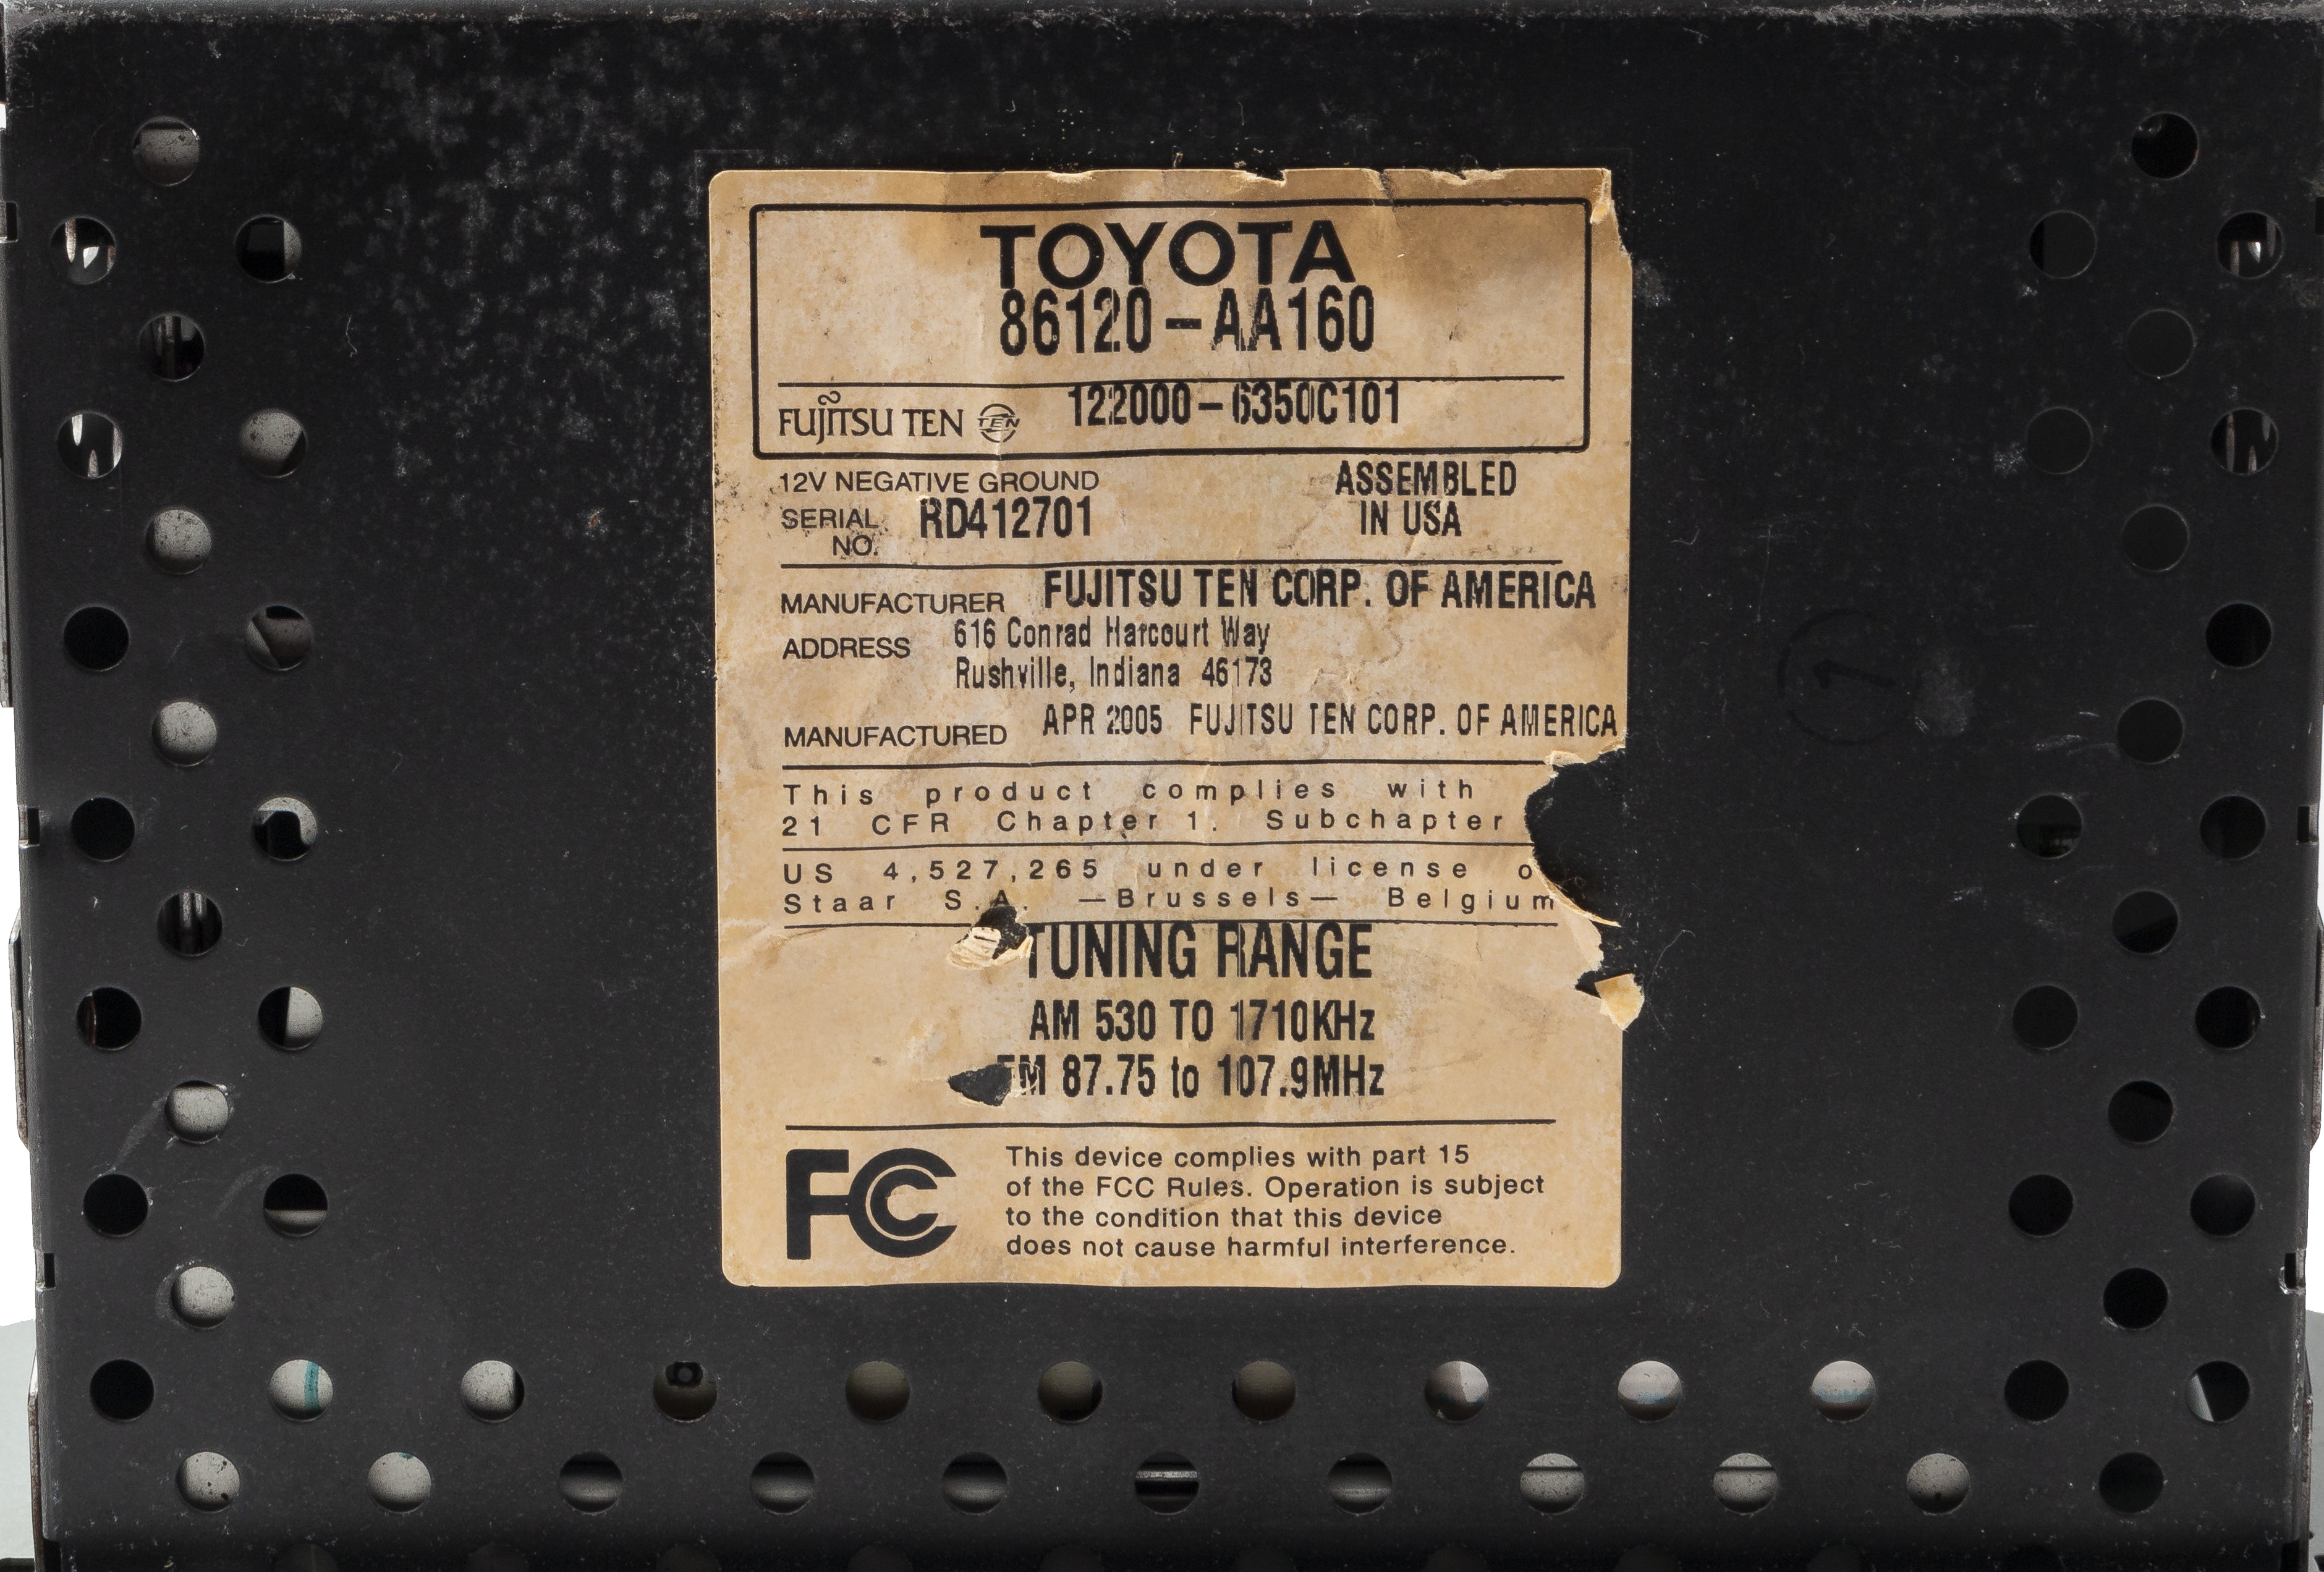 TOYOTA
86120-AA160
FUJITSU TEN TEN 122000-6350C101
12V NEGATIVE GROUND
SERIAL NO. RD412701
ASSEMBLED
IN USA
MANUFACTURER FUJITSU TEN CORP. OF AMERICA
ADDRESS 616 Conrad Harcourt Way
Rushville, Indiana 46173
MANUFACTURED APR 2005 FUJITSU TEN CORP. OF AMERICA
This product complies with
21 CFR Chapter 1. Subchapter
US 4,527,265 under license
Staar S.A. —Brussels— Belgium
TUNING RANGE
AM 530 TO 1710KHz
FM 87.75 to 107.9MHz
FC This device complies with part 15
of the FCC Rules. Operation is subject
to the condition that this device
does not cause harmful interference.
1